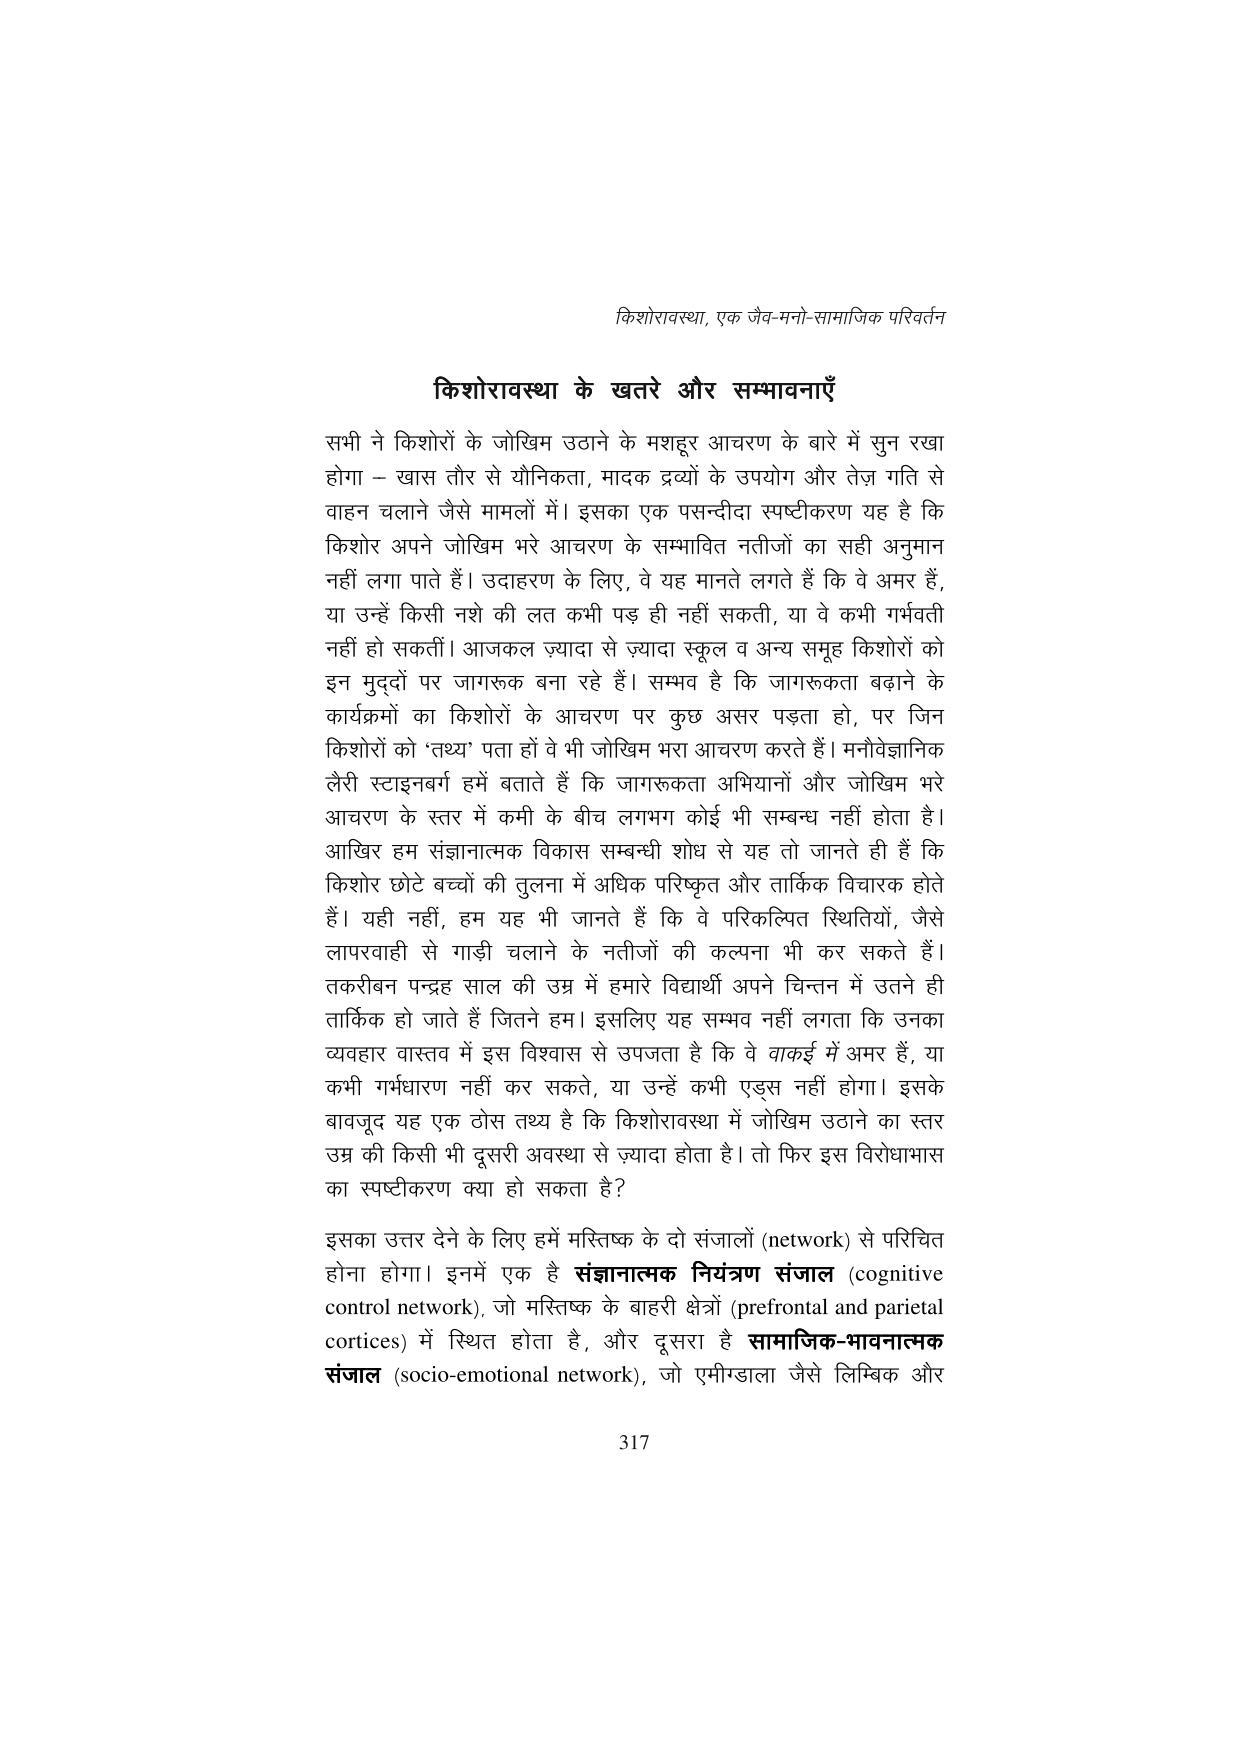 किशोरावस्था, एक जैव-मनो-सामाजिक परिवर्तन
किशोरावस्था के खतरे और सम्भावनाएँ
सभी ने किशोरों के जोखिम उठाने के मशहूर आचरण के बारे में सुन रखा
होगा – खास तौर से यौनिकता, मादक द्रव्यों के उपयोग और तेज़ गति से
वाहन चलाने जैसे मामलों में। इसका एक पसन्दीदा स्पष्टीकरण यह है कि
किशोर अपने जोखिम भरे आचरण के सम्भावित नतीजों का सही अनुमान
नहीं लगा पाते हैं। उदाहरण के लिए, वे यह मानते लगते हैं कि वे अमर हैं,
या उन्हें किसी नशे की लत कभी पड़ ही नहीं सकती, या वे कभी गर्भवती
नहीं हो सकतीं। आजकल ज़्यादा से ज़्यादा स्कूल व अन्य समूह किशोरों को
इन मुद्दों पर जागरूक बना रहे हैं। सम्भव है कि जागरूकता बढ़ाने के
कार्यक्रमों का किशोरों के आचरण पर कुछ असर पड़ता हो, पर जिन
किशोरों को ‘तथ्य’ पता हों वे भी जोखिम भरा आचरण करते हैं। मनौवेज्ञानिक
लैरी स्टाइनबर्ग हमें बताते हैं कि जागरूकता अभियानों और जोखिम भरे
आचरण के स्तर में कमी के बीच लगभग कोई भी सम्बन्ध नहीं होता है।
आखिर हम संज्ञानात्मक विकास सम्बन्धी शोध से यह तो जानते ही हैं कि
किशोर छोटे बच्चों की तुलना में अधिक परिष्कृत और तार्किक विचारक होते
हैं। यही नहीं, हम यह भी जानते हैं कि वे परिकल्पित स्थितियों, जैसे
लापरवाही से गाड़ी चलाने के नतीजों की कल्पना भी कर सकते हैं।
तकरीबन पन्द्रह साल की उम्र में हमारे विद्यार्थी अपने चिन्तन में उतने ही
तार्किक हो जाते हैं जितने हम। इसलिए यह सम्भव नहीं लगता कि उनका
व्यवहार वास्तव में इस विश्वास से उपजता है कि वे वाकई में अमर हैं, या
कभी गर्भधारण नहीं कर सकते, या उन्हें कभी एड्स नहीं होगा। इसके
बावजूद यह एक ठोस तथ्य है कि किशोरावस्था में जोखिम उठाने का स्तर
उम्र की किसी भी दूसरी अवस्था से ज़्यादा होता है। तो फिर इस विरोधाभास
का स्पष्टीकरण क्या हो सकता है?
इसका उत्तर देने के लिए हमें मस्तिष्क के दो संजालों (network) से परिचित
होना होगा। इनमें एक है संज्ञानात्मक नियंत्रण संजाल (cognitive
control network), जो मस्तिष्क के बाहरी क्षेत्रों (prefrontal and parietal
cortices) में स्थित होता है, और दूसरा है सामाजिक-भावनात्मक
संजाल (socio-emotional network), जो एमीग्डाला जैसे लिम्बिक और
317